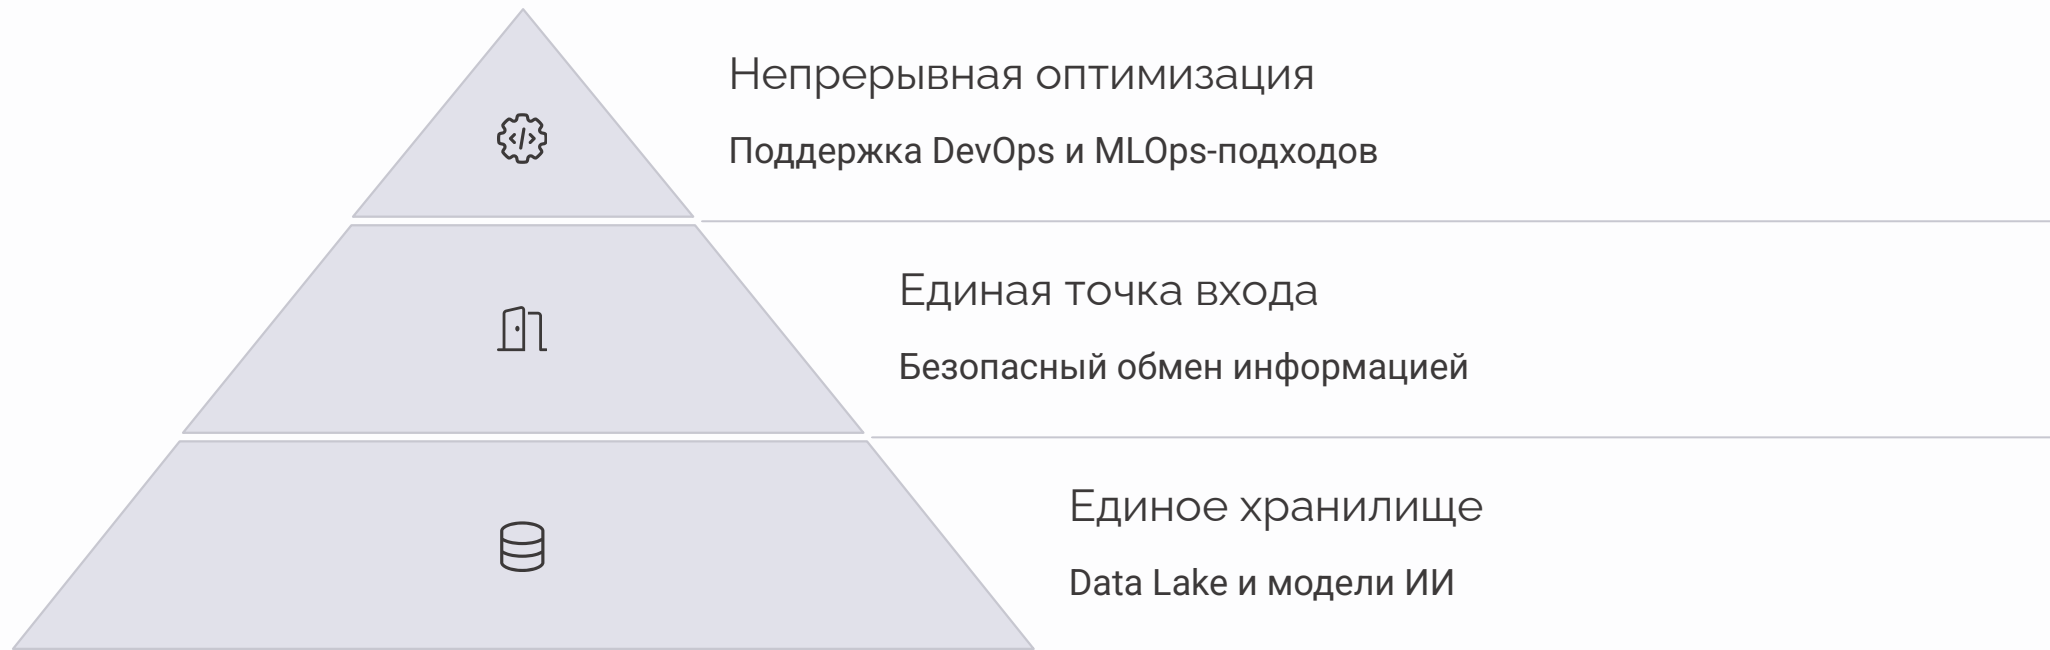 Непрерывная оптимизация
Поддержка DevOps и MLOps-подходов
Единая точка входа
Безопасный обмен информацией
Единое хранилище
Data Lake и модели ИИ